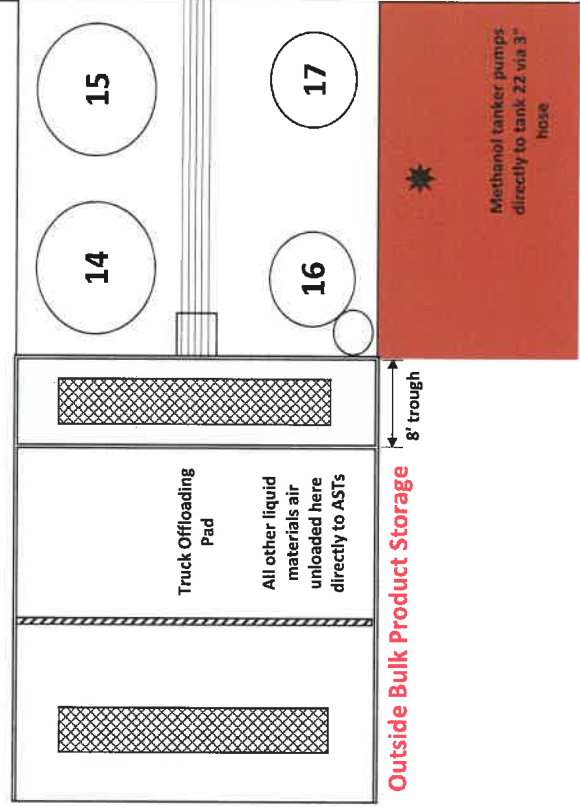 15
17
14
16
Methanol tanker pumps
directly to tank 22 via 3"
hose
8' trough
Truck Offloading
Pad
All other liquid
materials air
unloaded here
directly to ASTs
Outside Bulk Product Storage